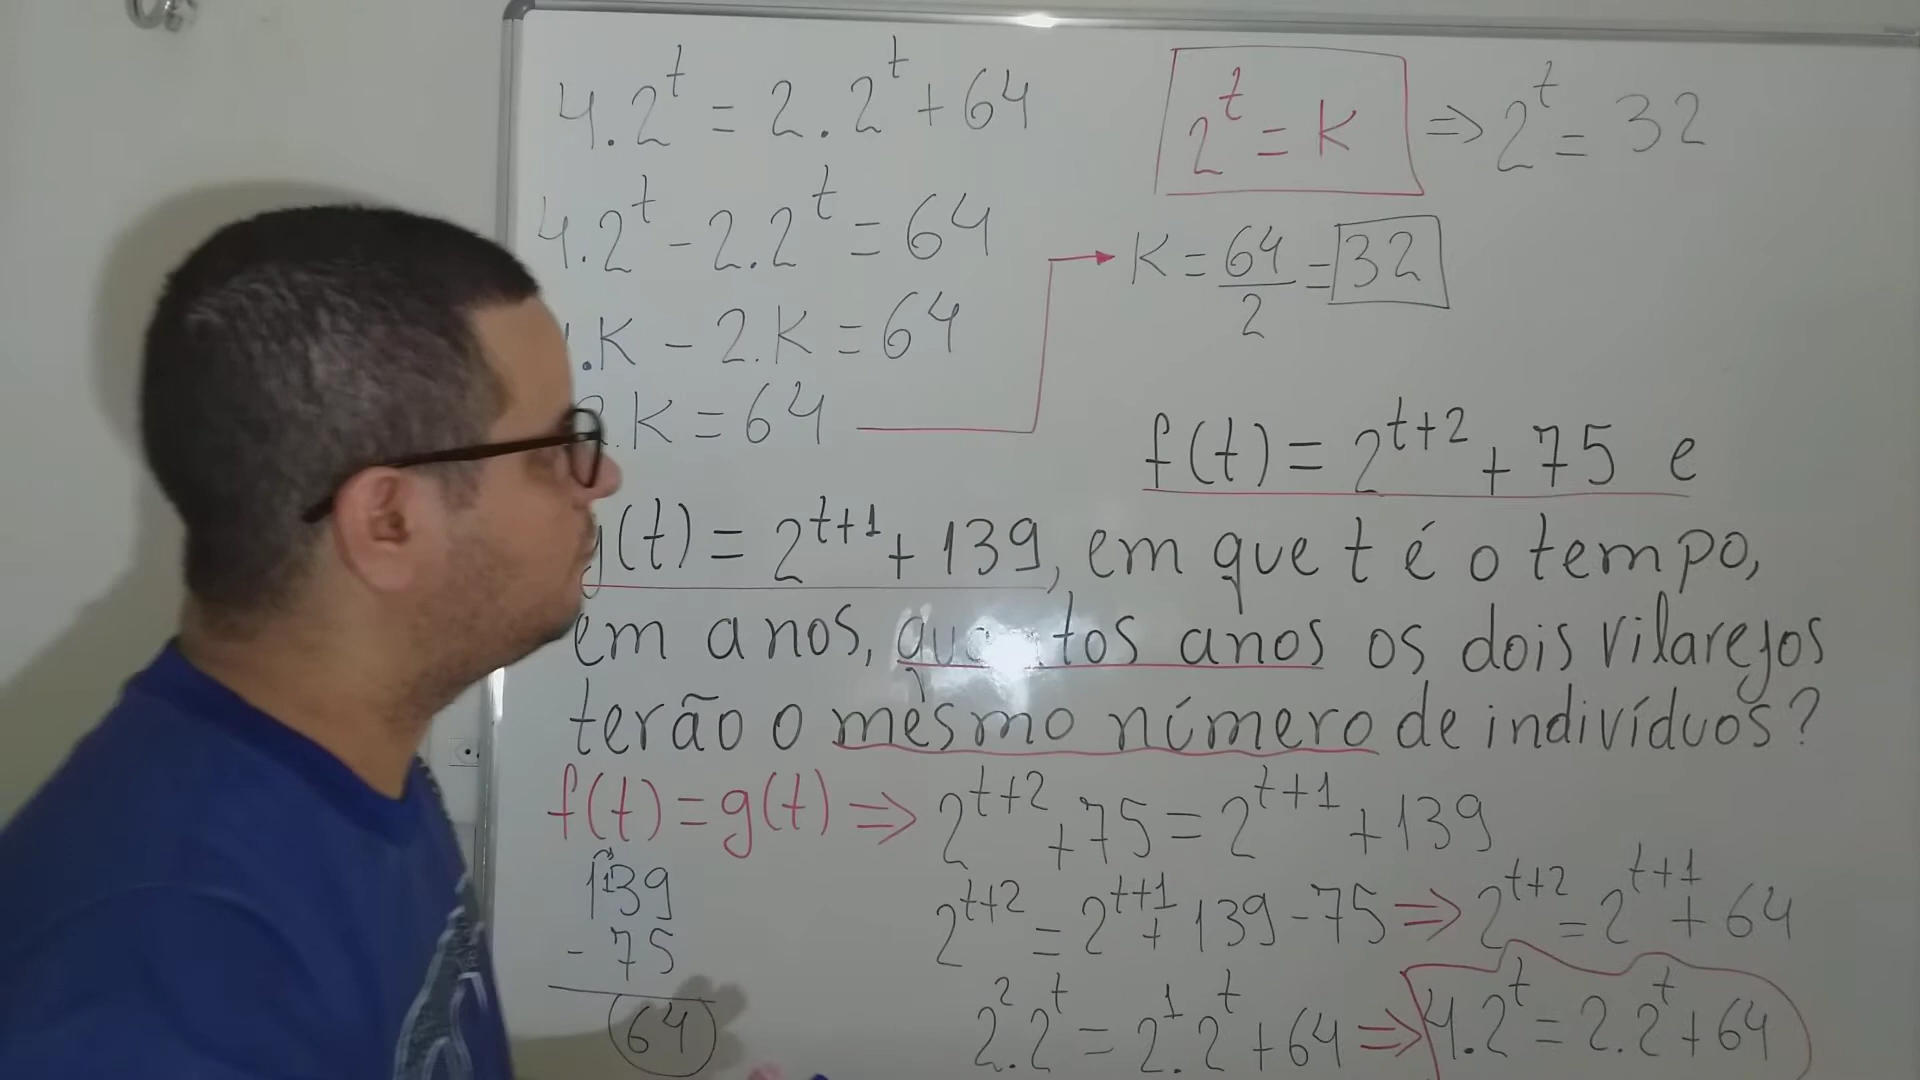 4.2^t = 2.2^t + 64
4.2^t - 2.2^t = 64
.K - 2.K = 64
.K = 64
2^t = K ⇒ 2^t = 32
K = 64/2 = 32
f(t) = 2^{t+2} + 75 e
(t) = 2^{t+1} + 139, em que t é o tempo,
em anos, quantos anos os dois vilarejos
terão o mesmo número de indivíduos?
f(t) = g(t) ⇒ 2^{t+2} + 75 = 2^{t+1} + 139
2^{t+2} = 2^{t+1} + 139 - 75 ⇒ 2^{t+2} = 2^{t+1} + 64
2^2.2^t = 2^1.2^t + 64 ⇒ 4.2^t = 2.2^t + 64
139
- 75
64